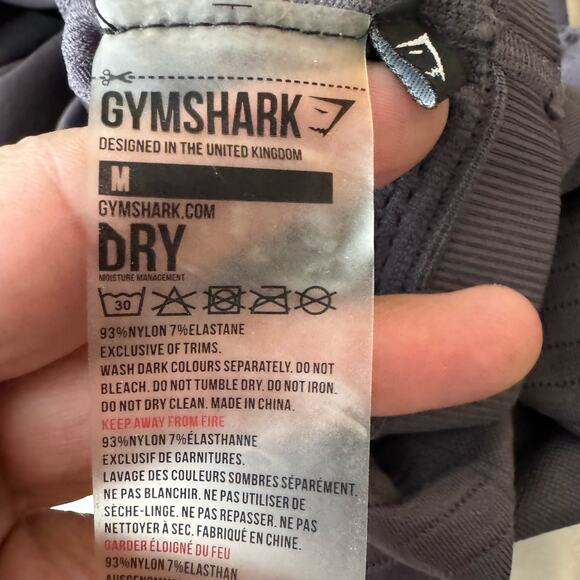 GYMSHARK
DESIGNED IN THE UNITED KINGDOM
M
GYMSHARK.COM
DRY
MOISTURE MANAGEMENT
30
93%NYLON 7%ELASTANE
EXCLUSIVE OF TRIMS.
WASH DARK COLOURS SEPARATELY. DO NOT
BLEACH. DO NOT TUMBLE DRY. DO NOT IRON.
DO NOT DRY CLEAN. MADE IN CHINA.
KEEP AWAY FROM FIRE
93%NYLON 7%ÉLASTHANNE
EXCLUSIF DE GARNITURES.
LAVAGE DES COULEURS SOMBRES SÉPARÉMENT.
NE PAS BLANCHIR. NE PAS UTILISER DE
SÈCHE-LINGE. NE PAS REPASSER. NE PAS
NETTOYER À SEC. FABRIQUÉ EN CHINE.
GARDER ÉLOIGNÉ DU FEU
93%NYLON 7%ELASTHAN